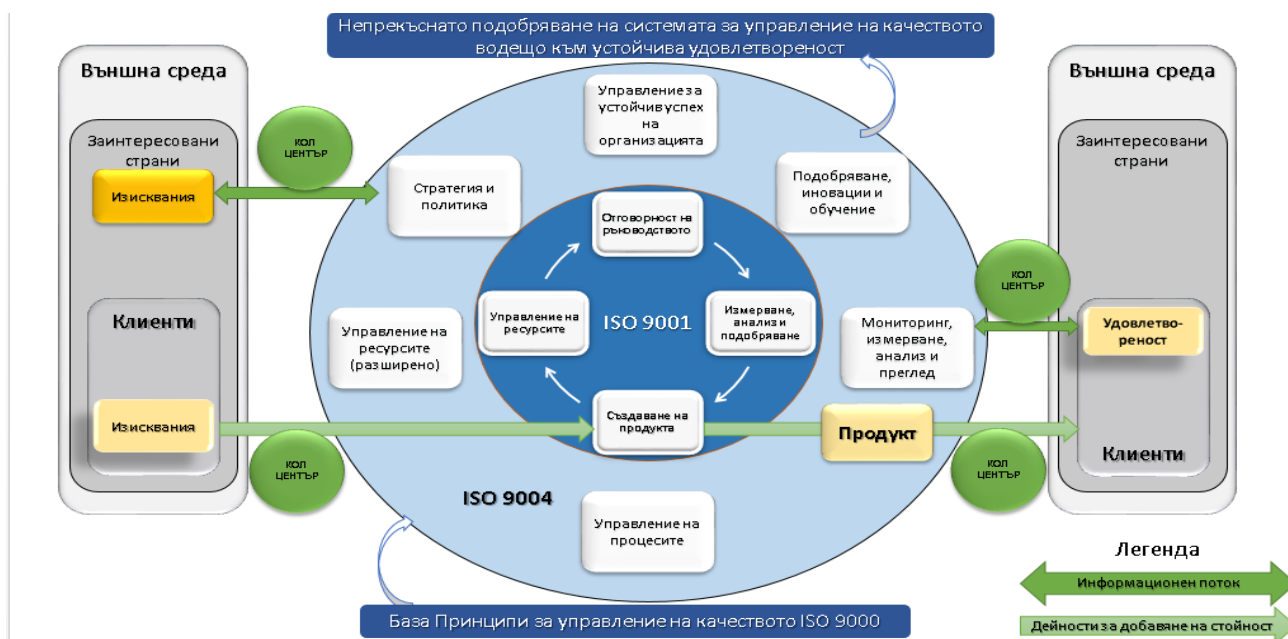 Непрекъснато подобряване на системата за управление на качеството
водещо към устойчива удовлетвореност
Външна среда
Заинтересовани
страни
Изисквания
Клиенти
Изисквания
КОЛ
ЦЕНТЪР
КОЛ
ЦЕНТЪР
Управление за
устойчив успех
на
организацията
Стратегия и
политика
Подобряване,
иновации и
обучение
Отговорност на
ръководството
Управление на
ресурсите
ISO 9001
Измерване,
анализ и
подобряване
Създаване на
продукта
Управление на
ресурсите
(разширено)
Мониторинг,
измерване,
анализ и
преглед
Продукт
ISO 9004
Управление на
процесите
База Принципи за управление на качеството ISO 9000
Външна среда
Заинтересовани
страни
КОЛ
ЦЕНТЪР
Удовлетво-
реност
Клиенти
КОЛ
ЦЕНТЪР
Легенда
Информационен поток
Дейности за добавяне на стойност